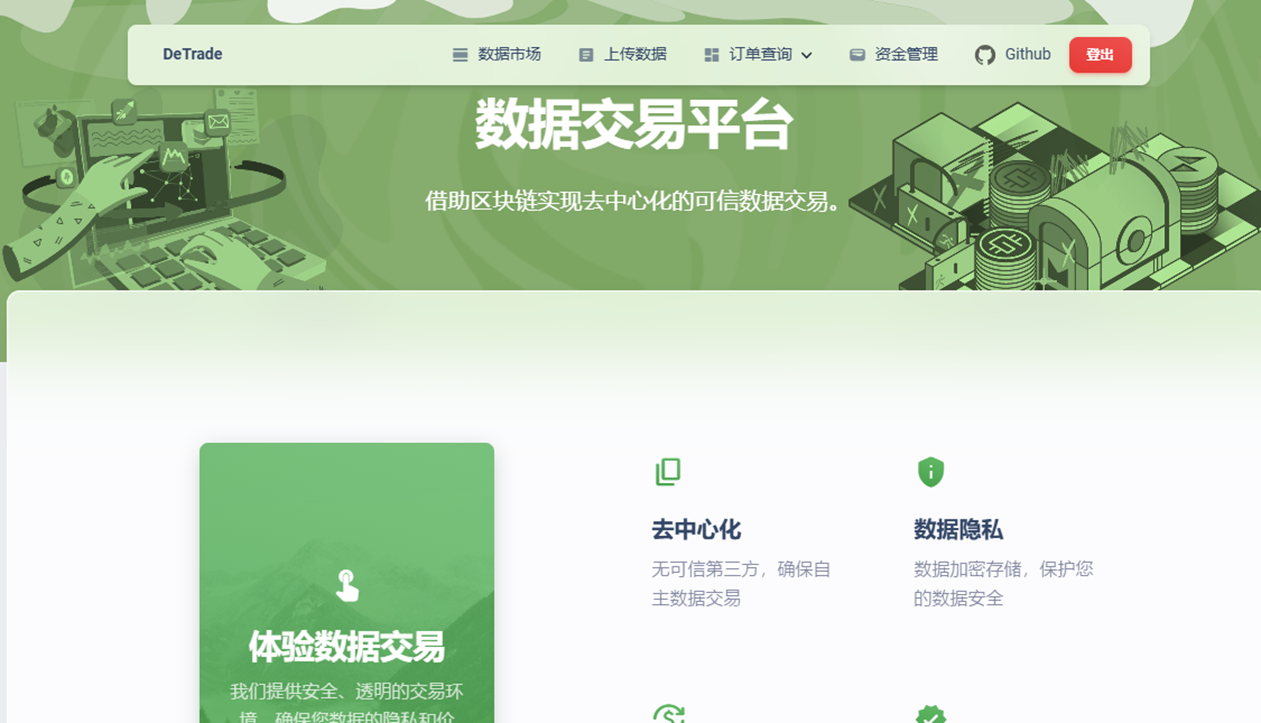 DeTrade 数据市场 上传数据 订单查询 资金管理 Github 登出
数据交易平台
借助区块链实现去中心化的可信数据交易。
去中心化
无可信第三方，确保自
主数据交易
数据隐私
数据加密存储，保护您
的数据安全
体验数据交易
我们提供安全、透明的交易环
境，确保您数据的隐私和价